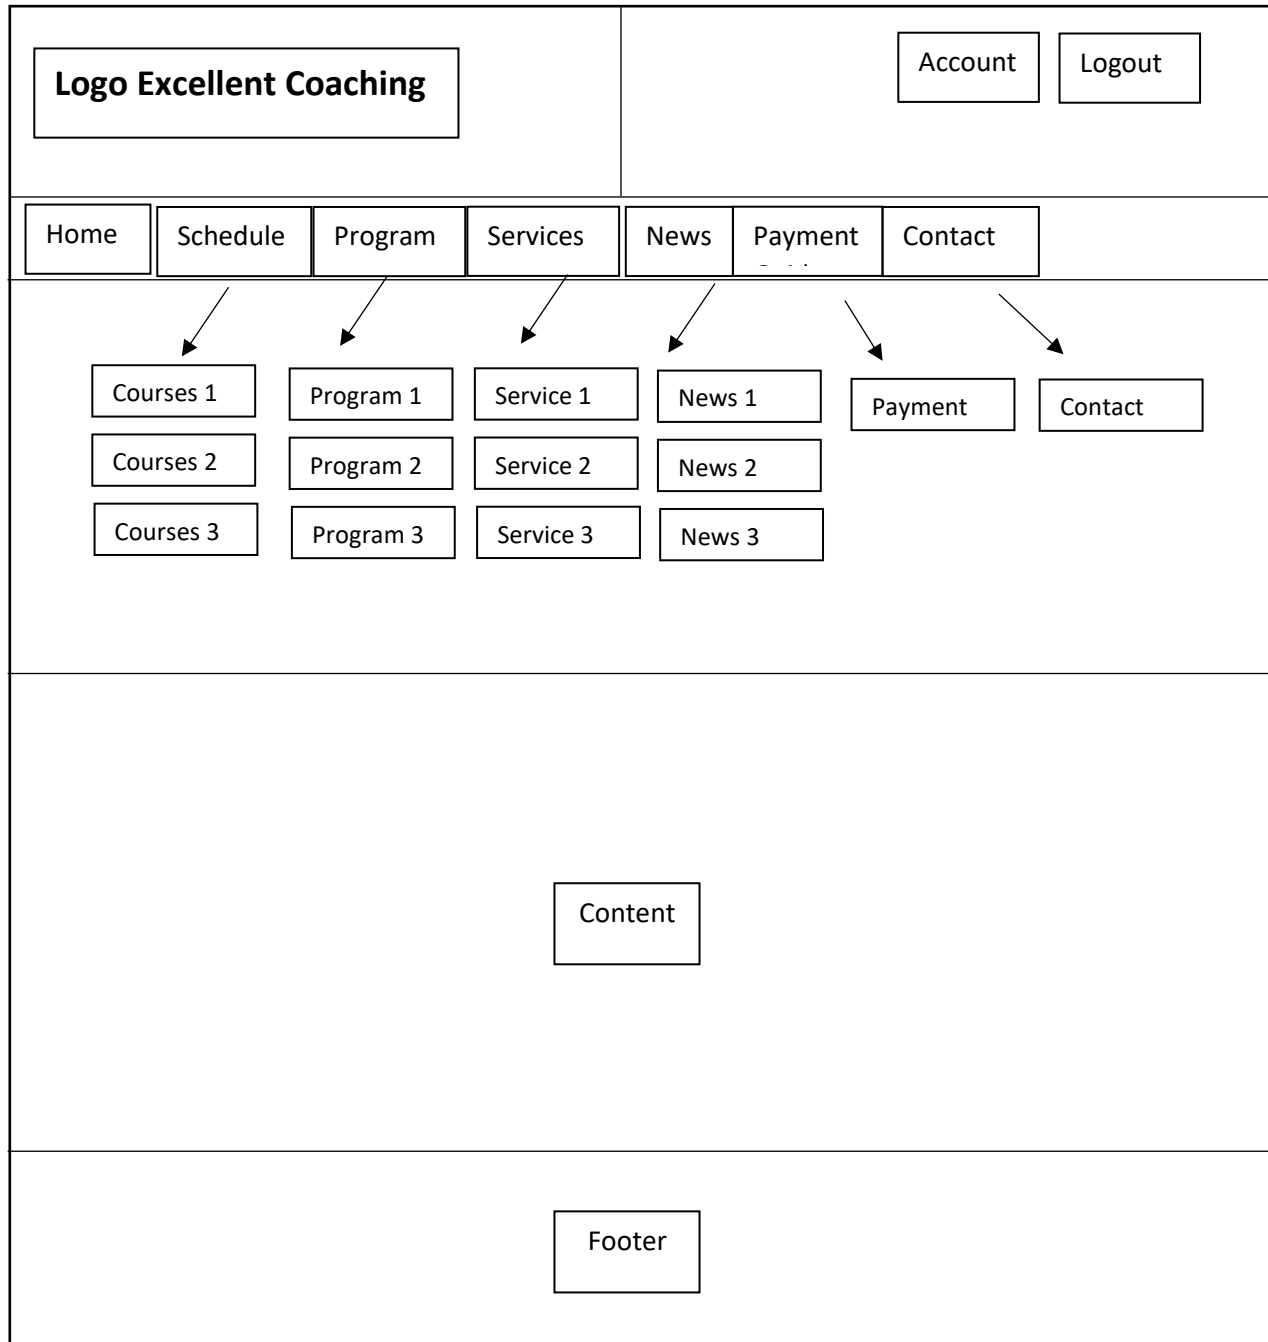 Logo Excellent Coaching
Account
Logout
Home
Schedule
Program
Services
News
Payment
Contact
Courses 1
Program 1
Service 1
News 1
Payment
Contact
Courses 2
Program 2
Service 2
News 2
Courses 3
Program 3
Service 3
News 3
Content
Footer